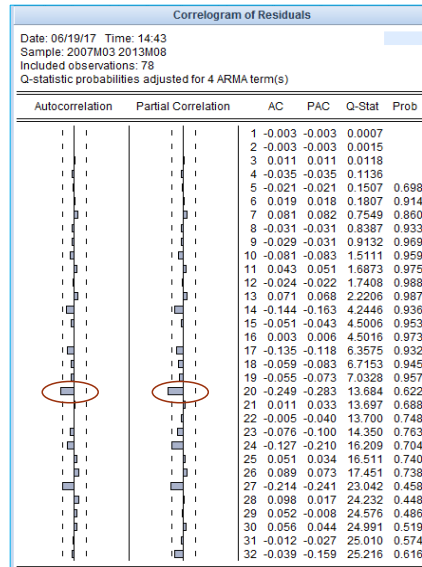 Correlogram of Residuals
Date: 06/19/17 Time: 14:43
Sample: 2007M03 2013M08
Included observations: 78
Q-statistic probabilities adjusted for 4 ARMA term(s)
Autocorrelation Partial Correlation AC PAC Q-Stat Prob
1 -0.003 -0.003 0.0007
2 -0.003 -0.003 0.0015
3 0.011 0.011 0.0118
4 -0.035 -0.035 0.1136
5 -0.021 -0.021 0.1507 0.698
6 0.019 0.018 0.1807 0.914
7 0.081 0.082 0.7549 0.860
8 -0.031 -0.031 0.8387 0.933
9 -0.029 -0.031 0.9132 0.969
10 -0.081 -0.083 1.5111 0.959
11 0.043 0.051 1.6873 0.975
12 -0.024 -0.022 1.7408 0.988
13 0.071 0.068 2.2206 0.987
14 -0.144 -0.163 4.2446 0.936
15 -0.051 -0.043 4.5006 0.953
16 0.003 0.006 4.5016 0.973
17 -0.135 -0.118 6.3575 0.932
18 -0.059 -0.083 6.7153 0.945
19 -0.055 -0.073 7.0328 0.957
20 -0.249 -0.283 13.684 0.622
21 0.011 0.033 13.697 0.688
22 -0.005 -0.040 13.700 0.748
23 -0.076 -0.100 14.350 0.763
24 -0.127 -0.210 16.209 0.704
25 0.051 0.034 16.511 0.740
26 0.089 0.073 17.451 0.738
27 -0.214 -0.241 23.042 0.458
28 0.098 0.017 24.232 0.448
29 0.052 -0.008 24.576 0.486
30 0.056 0.044 24.991 0.519
31 -0.012 -0.027 25.010 0.574
32 -0.039 -0.159 25.216 0.616